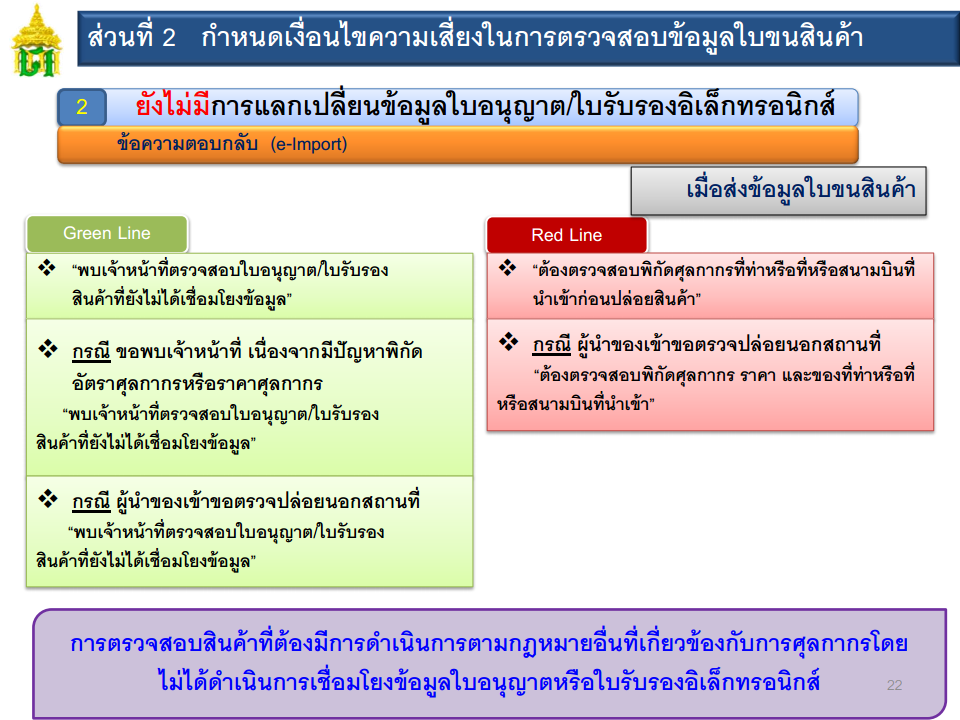 ส่วนที่ 2 กำหนดเงื่อนไขความเสี่ยงในการตรวจสอบข้อมูลใบขนสินค้า
2 ยังไม่มีการแลกเปลี่ยนข้อมูลใบอนุญาต/ใบรับรองอิเล็กทรอนิกส์
ข้อความตอบกลับ (e-Import)
เมื่อส่งข้อมูลใบขนสินค้า
Green Line
❖ “พบเจ้าหน้าที่ตรวจสอบใบอนุญาต/ใบรับรอง
สินค้าที่ยังไม่ได้เชื่อมโยงข้อมูล”
❖ กรณี ขอพบเจ้าหน้าที่ เนื่องจากมีปัญหาพิกัด
อัตราศุลกากรหรือราคาศุลกากร
“พบเจ้าหน้าที่ตรวจสอบใบอนุญาต/ใบรับรอง
สินค้าที่ยังไม่ได้เชื่อมโยงข้อมูล”
❖ กรณี ผู้นำของเข้าขอตรวจปล่อยนอกสถานที่
“พบเจ้าหน้าที่ตรวจสอบใบอนุญาต/ใบรับรอง
สินค้าที่ยังไม่ได้เชื่อมโยงข้อมูล”
Red Line
❖ “ต้องตรวจสอบพิกัดศุลกากรที่ท่าหรือที่หรือสนามบินที่
นำเข้าก่อนปล่อยสินค้า”
❖ กรณี ผู้นำของเข้าขอตรวจปล่อยนอกสถานที่
“ต้องตรวจสอบพิกัดศุลกากร ราคา และของที่ท่าหรือที่
หรือสนามบินที่นำเข้า”
การตรวจสอบสินค้าที่ต้องมีการดำเนินการตามกฎหมายอื่นที่เกี่ยวข้องกับการศุลกากรโดย
ไม่ได้ดำเนินการเชื่อมโยงข้อมูลใบอนุญาตหรือใบรับรองอิเล็กทรอนิกส์
22